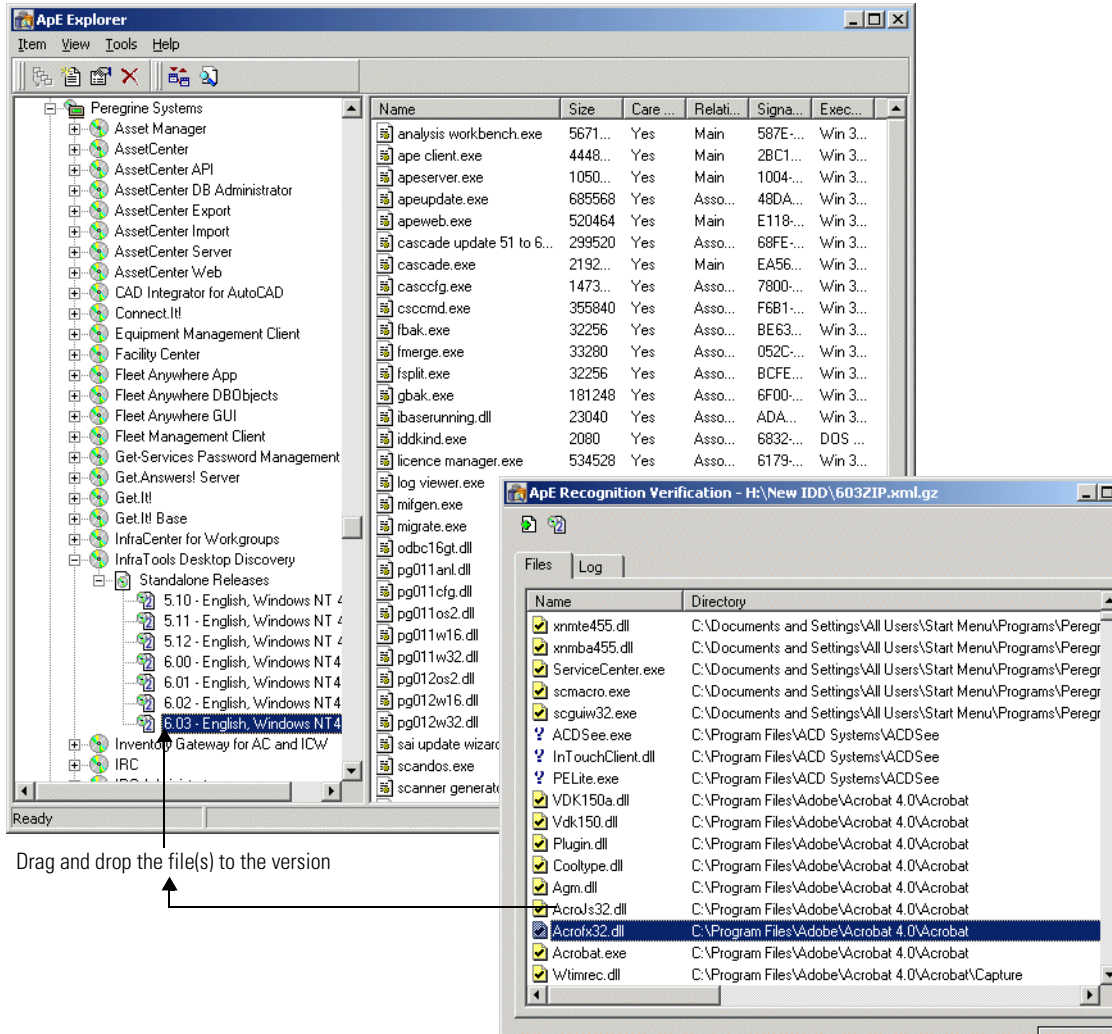 ApE Explorer
Item View Tools Help
Peregrine Systems
Asset Manager
AssetCenter
AssetCenter API
AssetCenter DB Administrator
AssetCenter Export
AssetCenter Import
AssetCenter Server
AssetCenter Web
CAD Integrator for AutoCAD
Connect.It!
Equipment Management Client
Facility Center
Fleet Anywhere App
Fleet Anywhere DBObjects
Fleet Anywhere GUI
Fleet Management Client
Get-Services Password Management
Get.Answers! Server
Get.It!
Get.It! Base
InfraCenter for Workgroups
InfraTools Desktop Discovery
Standalone Releases
5.10 - English, Windows NT 4
5.11 - English, Windows NT 4
5.12 - English, Windows NT 4
6.00 - English, Windows NT4
6.01 - English, Windows NT4
6.02 - English, Windows NT4
6.03 - English, Windows NT4
Inventory Gateway for AC and ICW
IRC
Name Size Care ... Relati... Signa... Exec...
analysis workbench.exe 5671... Yes Main 587E-... Win 3...
ape client.exe 4448... Yes Main 2BC1... Win 3...
apeserver.exe 1050... Yes Main 1004-... Win 3...
apeupdate.exe 685568 Yes Asso... 48DA... Win 3...
apeweb.exe 520464 Yes Main E118-... Win 3...
cascade update 51 to 6... 299520 Yes Asso... 68FE-... Win 3...
cascade.exe 2192... Yes Main EA56... Win 3...
casccfg.exe 1473... Yes Asso... 7800-... Win 3...
csccmd.exe 355840 Yes Asso... F6B1-... Win 3...
fbak.exe 32256 Yes Asso... BE63... Win 3...
fmerge.exe 33280 Yes Asso... 052C-... Win 3...
fsplit.exe 32256 Yes Asso... BCFE... Win 3...
gbak.exe 181248 Yes Asso... 6F00-... Win 3...
ibaserunning.dll 23040 Yes Asso... ADA... Win 3...
iddkind.exe 2080 Yes Asso... 6832-... DOS ...
licence manager.exe 534528 Yes Asso... 6179-... Win 3...
log viewer.exe
mifgen.exe
migrate.exe
odbc16gt.dll
pg011anl.dll
pg011cfg.dll
pg011os2.dll
pg011w16.dll
pg011w32.dll
pg012os2.dll
pg012w16.dll
pg012w32.dll
sai update wizard
scandos.exe
scanner generato
Ready
ApE Recognition Verification - H:\New IDD\603ZIP.xml.gz
Files Log
Name Directory
xnmte455.dll C:\Documents and Settings\All Users\Start Menu\Programs\Peregr
xnmba455.dll C:\Documents and Settings\All Users\Start Menu\Programs\Peregr
ServiceCenter.exe C:\Documents and Settings\All Users\Start Menu\Programs\Peregr
scmacro.exe C:\Documents and Settings\All Users\Start Menu\Programs\Peregr
scguiw32.exe C:\Documents and Settings\All Users\Start Menu\Programs\Peregr
ACDSee.exe C:\Program Files\ACD Systems\ACDSee
InTouchClient.dll C:\Program Files\ACD Systems\ACDSee
PELite.exe C:\Program Files\ACD Systems\ACDSee
VDK150a.dll C:\Program Files\Adobe\Acrobat 4.0\Acrobat
Vdk150.dll C:\Program Files\Adobe\Acrobat 4.0\Acrobat
Plugin.dll C:\Program Files\Adobe\Acrobat 4.0\Acrobat
Cooltype.dll C:\Program Files\Adobe\Acrobat 4.0\Acrobat
Agm.dll C:\Program Files\Adobe\Acrobat 4.0\Acrobat
AcroJs32.dll C:\Program Files\Adobe\Acrobat 4.0\Acrobat
Acrofx32.dll C:\Program Files\Adobe\Acrobat 4.0\Acrobat
Acrobat.exe C:\Program Files\Adobe\Acrobat 4.0\Acrobat
Wtimrec.dll C:\Program Files\Adobe\Acrobat 4.0\Acrobat\Capture
Drag and drop the file(s) to the version